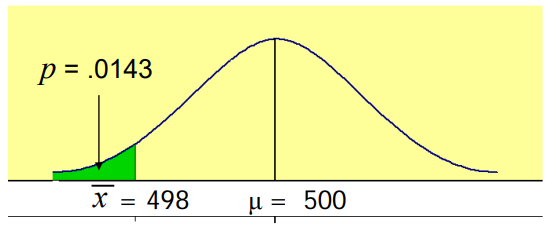 p = .0143
x̅ = 498 μ = 500